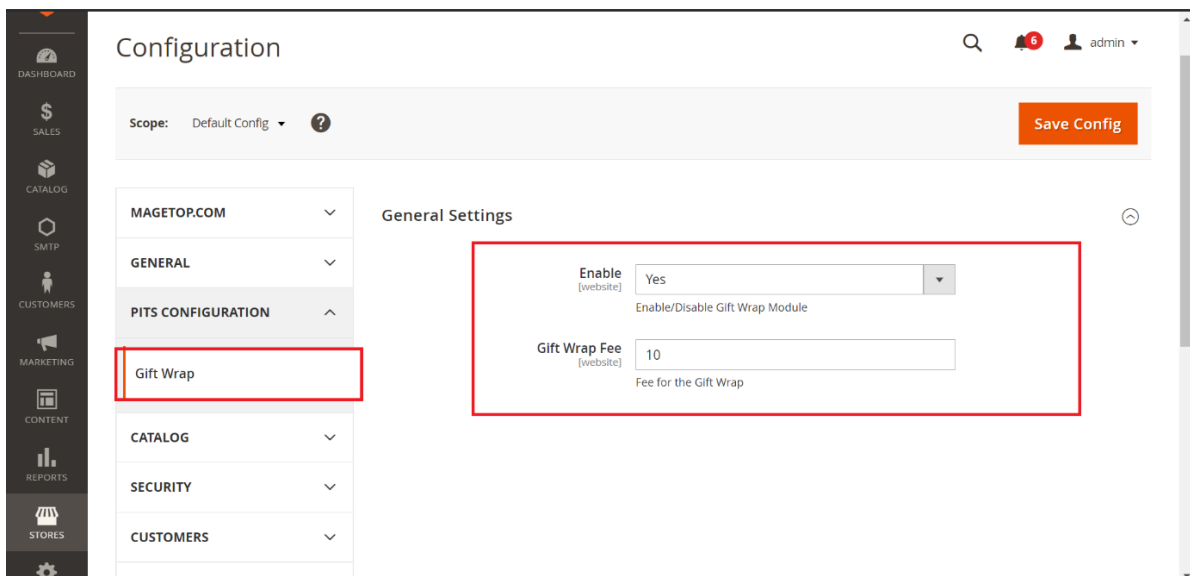 DASHBOARD
SALES
CATALOG
SMTP
CUSTOMERS
MARKETING
CONTENT
REPORTS
STORES
Configuration
6
admin
Scope: Default Config ?
Save Config
MAGETOP.COM
GENERAL
PITS CONFIGURATION
Gift Wrap
CATALOG
SECURITY
CUSTOMERS
General Settings
Enable
[website]
Yes
Enable/Disable Gift Wrap Module
Gift Wrap Fee
[website]
10
Fee for the Gift Wrap